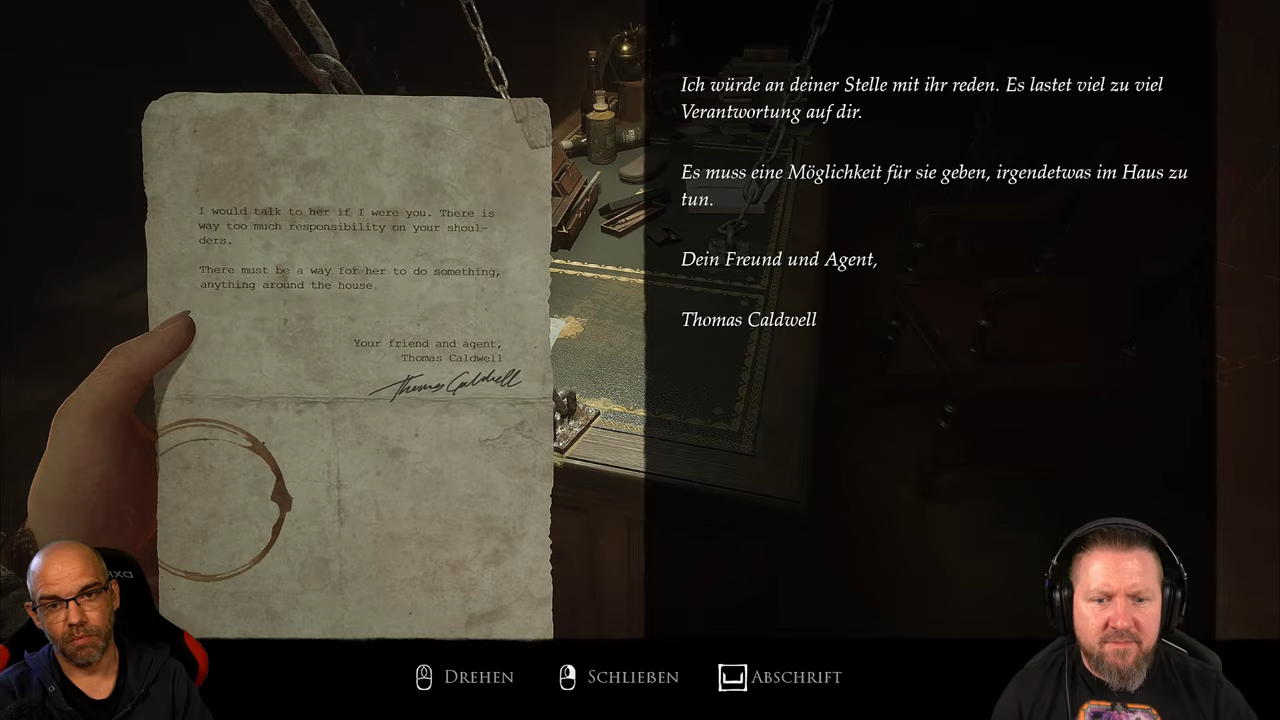 I would talk to her if I were you. There is
way too much responsibility on your shoul-
ders.
There must be a way for her to do something,
anything around the house.
Your friend and agent,
Thomas Caldwell
Thomas Caldwell
Ich würde an deiner Stelle mit ihr reden. Es lastet viel zu viel
Verantwortung auf dir.
Es muss eine Möglichkeit für sie geben, irgendetwas im Haus zu
tun.
Dein Freund und Agent,
Thomas Caldwell
DREHEN
SCHLIEßEN
ABSCHRIFT